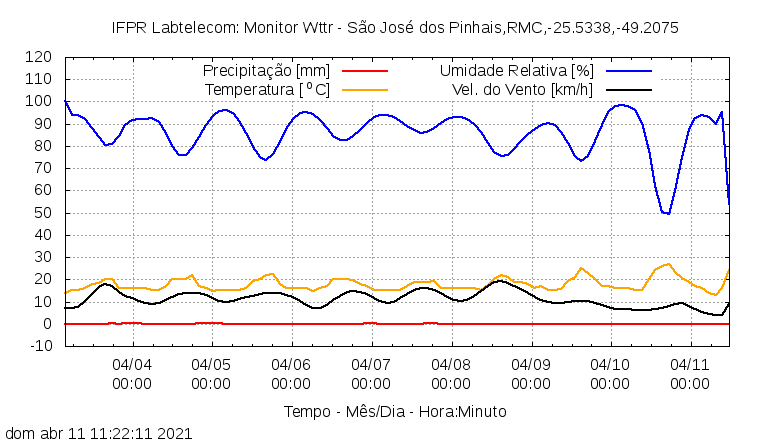 IFPR Labtelecom: Monitor Wttr - São José dos Pinhais,RMC,-25.5338,-49.2075
120
110
100
90
80
70
60
50
40
30
20
10
0
-10
Precipitação [mm]
Temperatura [ºC]
Umidade Relativa [%]
Vel. do Vento [km/h]
04/04 04/05 04/06 04/07 04/08 04/09 04/10 04/11
00:00 00:00 00:00 00:00 00:00 00:00 00:00 00:00
Tempo - Mês/Dia - Hora:Minuto
dom abr 11 11:22:11 2021